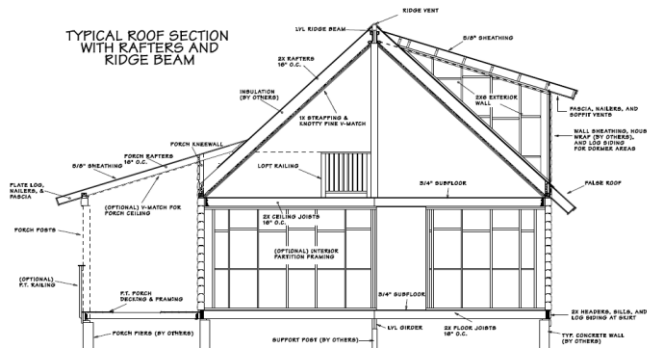 RIDGE VENT
TYPICAL ROOF SECTION
WITH RAFTERS AND
RIDGE BEAM
LVL RIDGE BEAM
5/8" SHEATHING
2X RAFTERS
16" O.C.
INSULATION
(BY OTHERS)
2X6 EXTERIOR
WALL
1X STRAPPING &
KNOTTY PINE V-MATCH
FASCIA, NAILERS, AND
SOFFIT VENTS
WALL SHEATHING, HOUSE
WRAP (BY OTHERS),
AND LOG SIDING
FOR DORMER AREAS
PORCH KNEEWALL
PORCH RAFTERS
16" O.C.
5/8" SHEATHING
LOFT RAILING
PLATE LOG,
NAILERS, &
FASCIA
3/4" SUBFLOOR
FALSE ROOF
(OPTIONAL) V-MATCH FOR
PORCH CEILING
2X CEILING JOISTS
16" O.C.
PORCH POSTS
(OPTIONAL) INTERIOR
PARTITION FRAMING
(OPTIONAL)
P.T. RAILING
P.T. PORCH
DECKING & FRAMING
3/4" SUBFLOOR
2X HEADERS, SILLS, AND
LOG SIDING AT SKIRT
PORCH PIERS (BY OTHERS)
SUPPORT POST (BY OTHERS)
LVL GIRDER
2X FLOOR JOISTS
16" O.C.
TYP. CONCRETE WALL
(BY OTHERS)